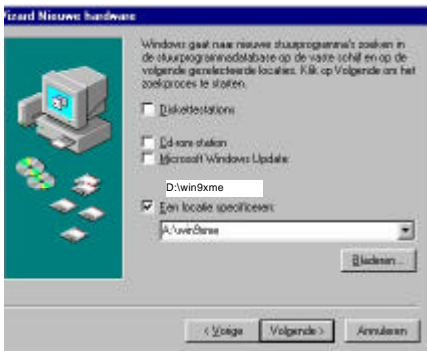 Wizard Nieuwe hardware
Windows gaat naar nieuwe stuurprogramma's zoeken in
de stuurprogrammadatabase op de vaste schijf en op de
volgende geselecteerde locaties. Klik op Volgende om het
zoekproces te starten.
Diskettestations
Cd-rom-station
Microsoft Windows Update
D:\win9xme
Een locatie specificeren:
A:\win9xme
Bladeren...
< Vorige
Volgende >
Annuleren